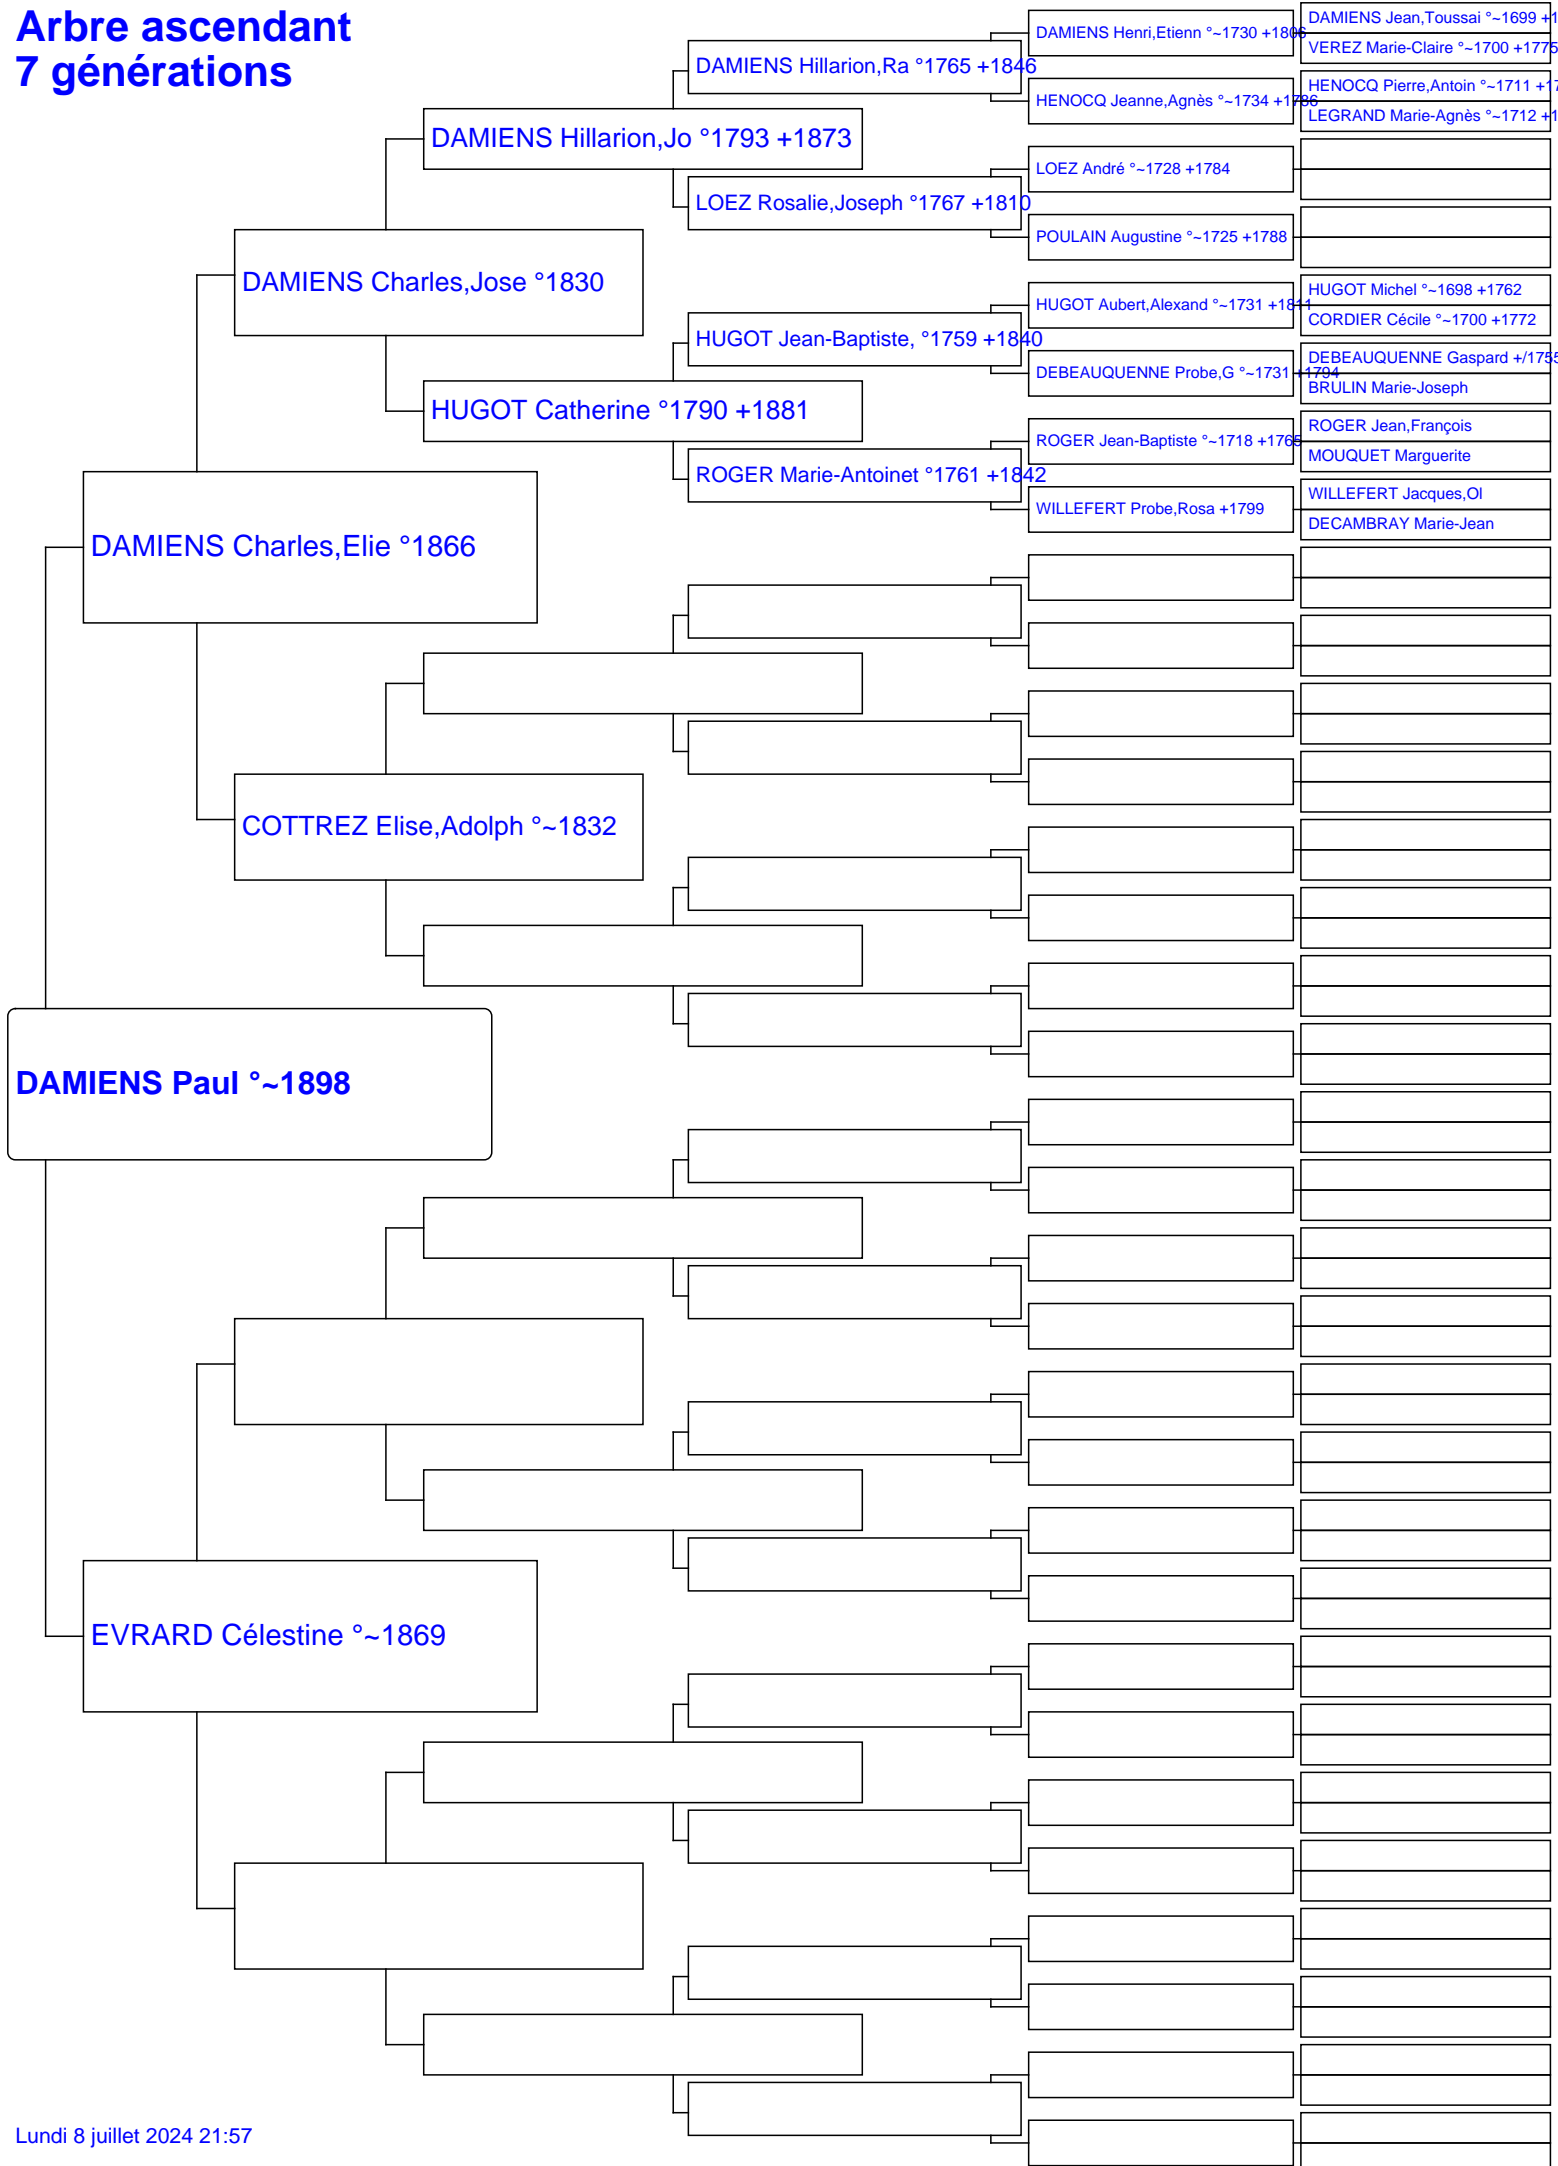 Arbre ascendant
7 générations
DAMIENS Jean,Toussai °~1699 +1
DAMIENS Henri,Etienn °~1730 +1806
VEREZ Marie-Claire °~1700 +1775
DAMIENS Hillarion,Ra °1765 +1846
HENOCQ Pierre,Antoin °~1711 +17
HENOCQ Jeanne,Agnès °~1734 +1786
LEGRAND Marie-Agnès °~1712 +1
DAMIENS Hillarion,Jo °1793 +1873
LOEZ André °~1728 +1784
LOEZ Rosalie,Joseph °1767 +1810
POULAIN Augustine °~1725 +1788
DAMIENS Charles,Jose °1830
HUGOT Michel °~1698 +1762
HUGOT Aubert,Alexand °~1731 +1811
CORDIER Cécile °~1700 +1772
HUGOT Jean-Baptiste, °1759 +1840
DEBEAUQUENNE Gaspard +/1755
DEBEAUQUENNE Probe,G °~1731 +1794
BRULIN Marie-Joseph
HUGOT Catherine °1790 +1881
ROGER Jean,François
ROGER Jean-Baptiste °~1718 +1765
MOUQUET Marguerite
ROGER Marie-Antoinet °1761 +1842
WILLEFERT Jacques,Ol
WILLEFERT Probe,Rosa +1799
DECAMBRAY Marie-Jean
DAMIENS Charles,Elie °1866
COTTREZ Elise,Adolph °~1832
DAMIENS Paul °~1898
EVRARD Célestine °~1869
Lundi 8 juillet 2024 21:57